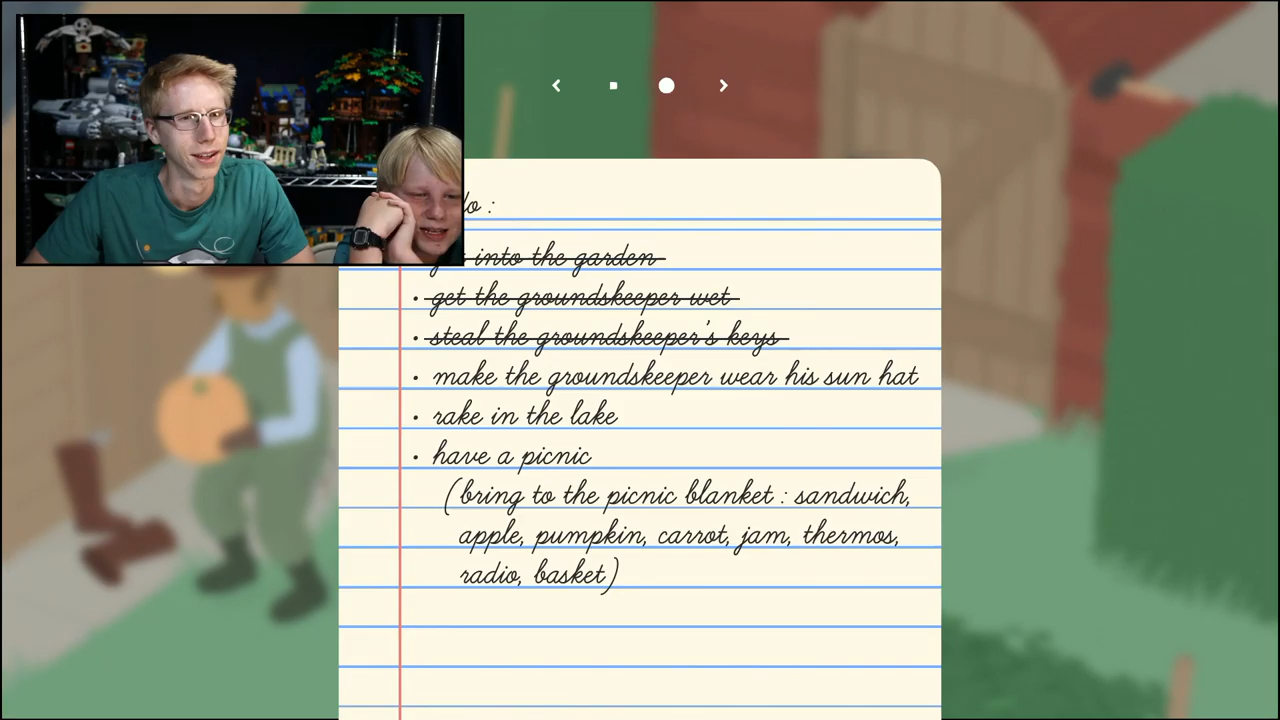 do :
into the garden
• get the groundskeeper wet
• steal the groundskeeper's keys
• make the groundskeeper wear his sun hat
• rake in the lake
• have a picnic
(bring to the picnic blanket : sandwich,
apple, pumpkin, carrot, jam, thermos,
radio, basket)